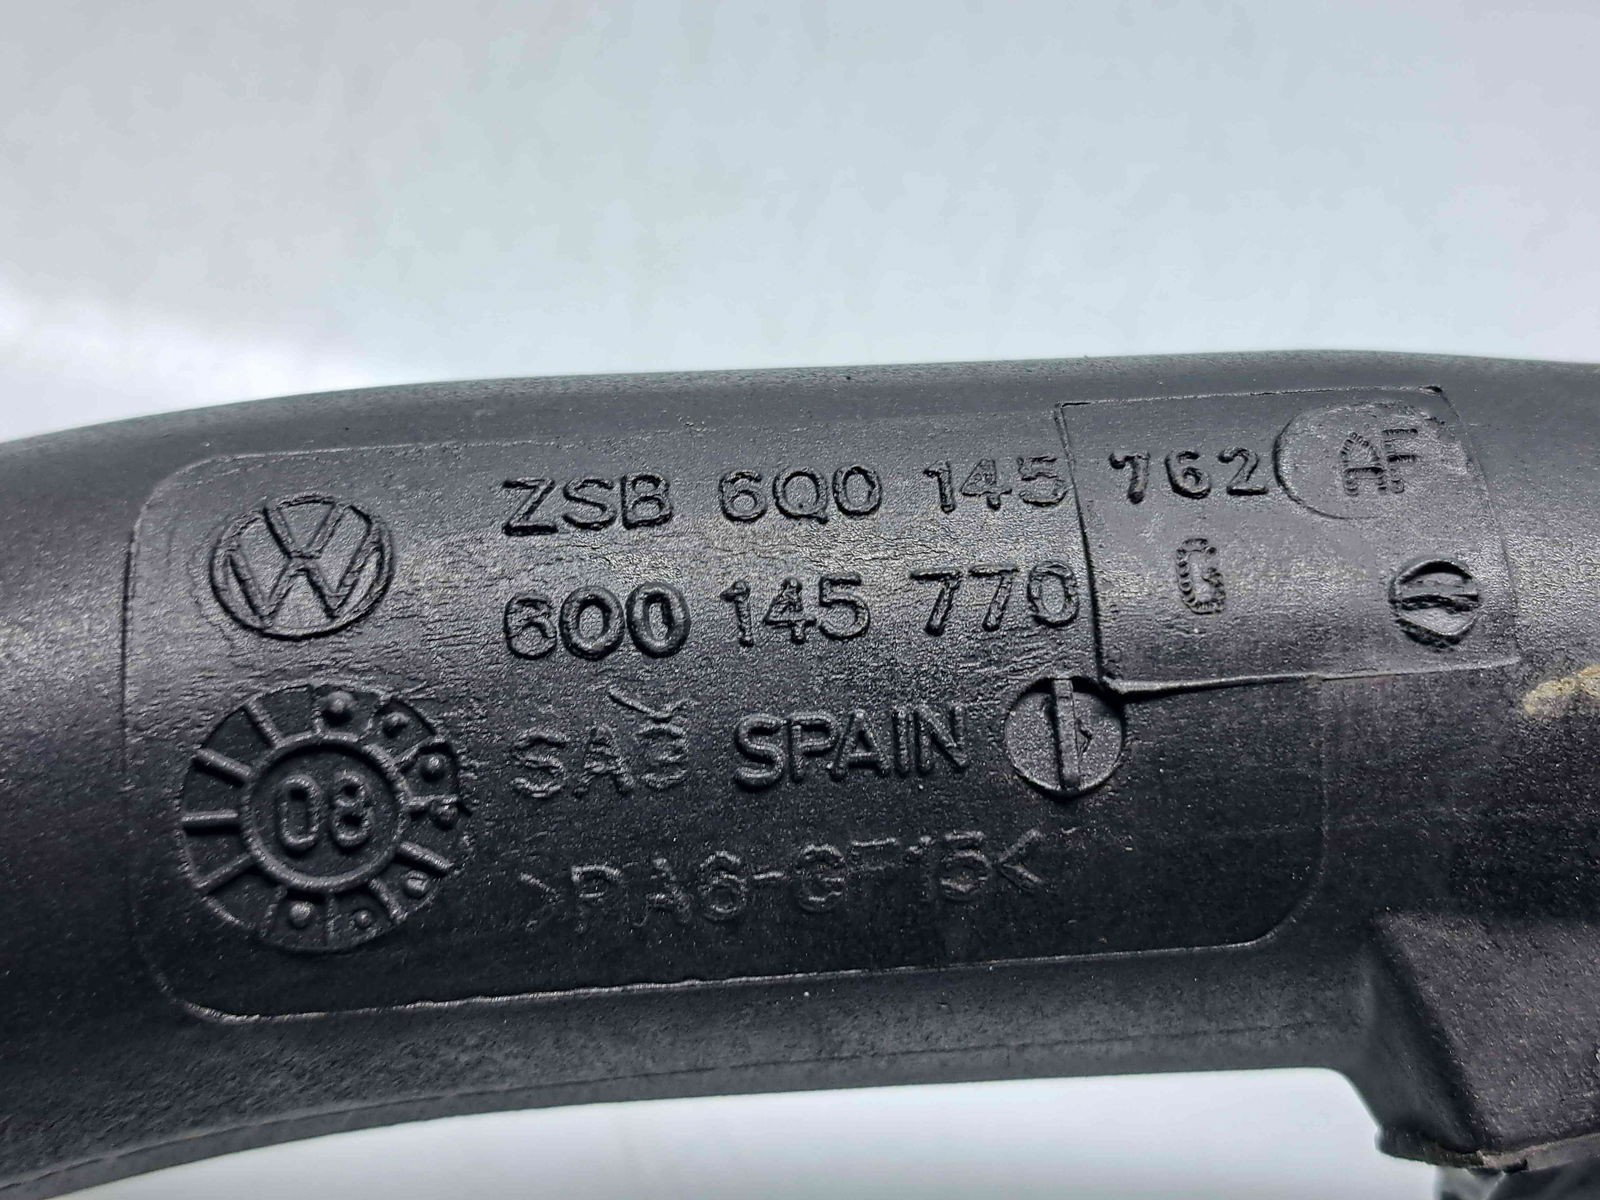 ZSB 6Q0 145 762 AF
6Q0 145 770 G
SA3 SPAIN
>PA6-GF15<
08